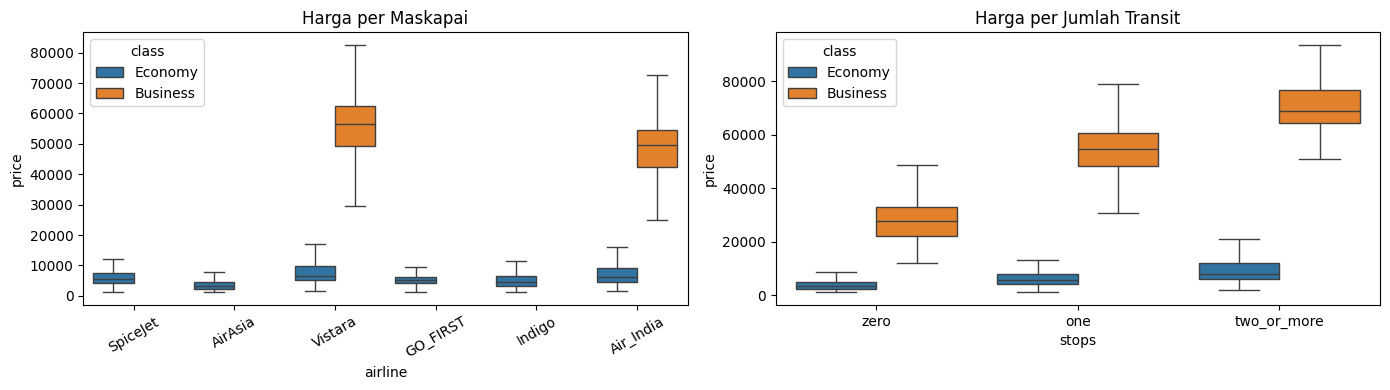 Harga per Maskapai
class
Economy
Business
80000
70000
60000
50000
40000
30000
20000
10000
0
price
SpiceJet
AirAsia
Vistara
GO_FIRST
Indigo
Air_India
airline
Harga per Jumlah Transit
class
Economy
Business
80000
60000
40000
20000
0
price
zero
one
two_or_more
stops